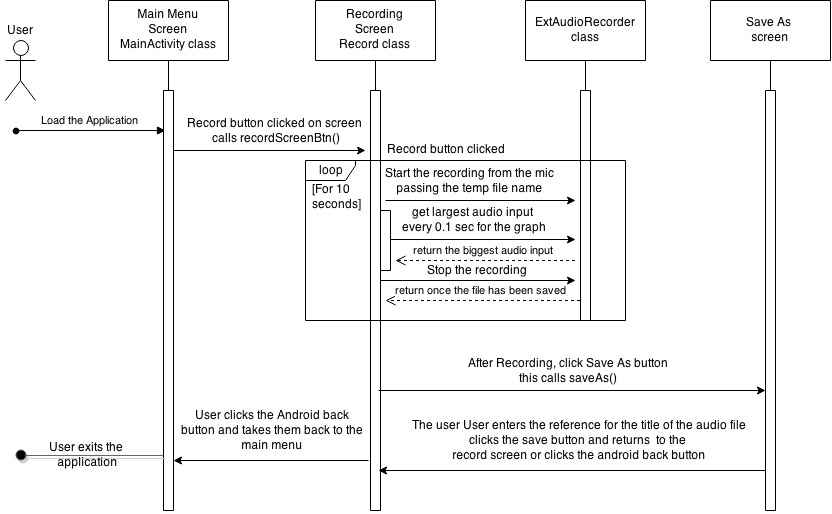 User
Main Menu
Screen
MainActivity class
Recording
Screen
Record class
ExtAudioRecorder
class
Save As
screen
Load the Application
Record button clicked on screen
calls recordScreenBtn()
Record button clicked
loop
[For 10
seconds]
Start the recording from the mic
passing the temp file name
get largest audio input
every 0.1 sec for the graph
return the biggest audio input
Stop the recording
return once the file has been saved
After Recording, click Save As button
this calls saveAs()
User clicks the Android back
button and takes them back to the
main menu
The user User enters the reference for the title of the audio file
clicks the save button and returns  to the
record screen or clicks the android back button
User exits the
application